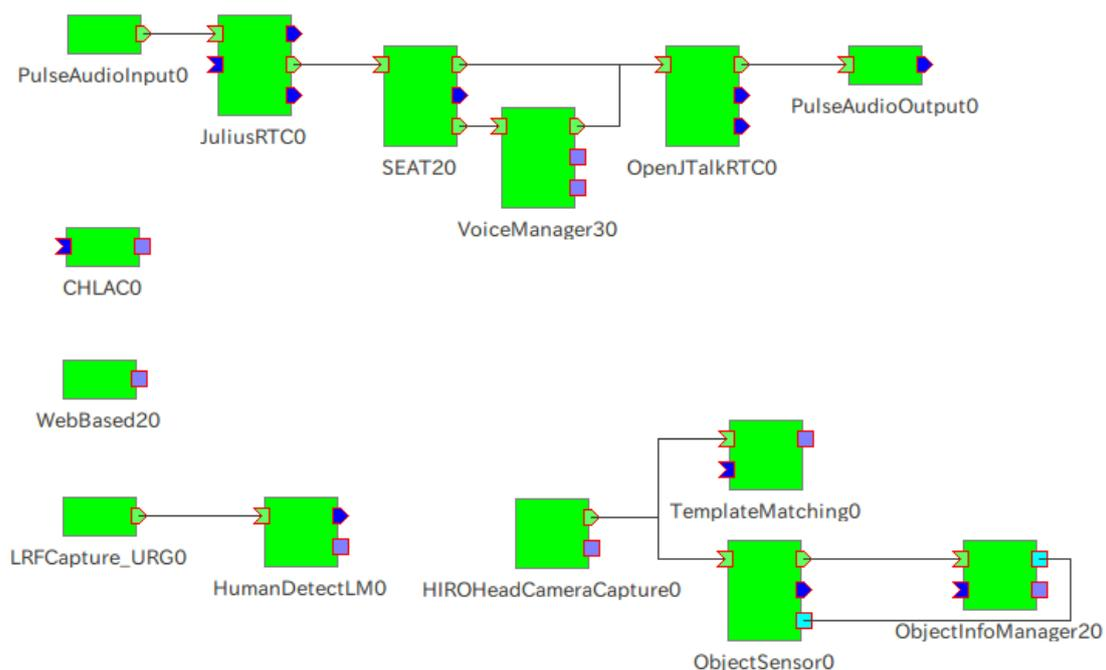 PulseAudioInput0
JuliusRTC0
SEAT20
VoiceManager30
OpenJTalkRTC0
PulseAudioOutput0
CHLAC0
WebBased20
LRFCapture_URG0
HumanDetectLM0
HIROHeadCameraCapture0
TemplateMatching0
ObjectSensor0
ObjectInfoManager20